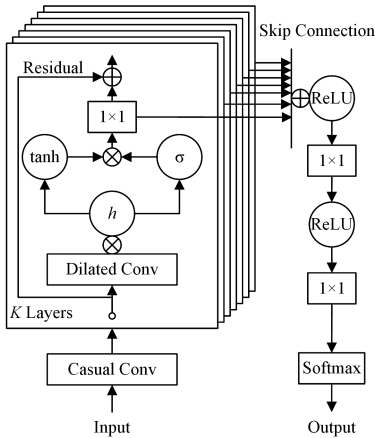 Skip Connection
Residual
ReLU
1×1
tanh
σ
1×1
h
ReLU
Dilated Conv
1×1
K Layers
Casual Conv
Softmax
Input
Output